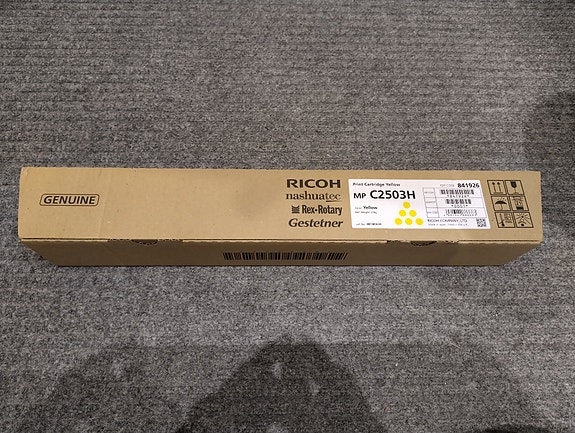 GENUINE
RICOH
nashuatec
Rex-Rotary
Gestetner
Print Cartridge Yellow
841926
MP C2503H
Yellow
RICOH COMPANY, LTD.